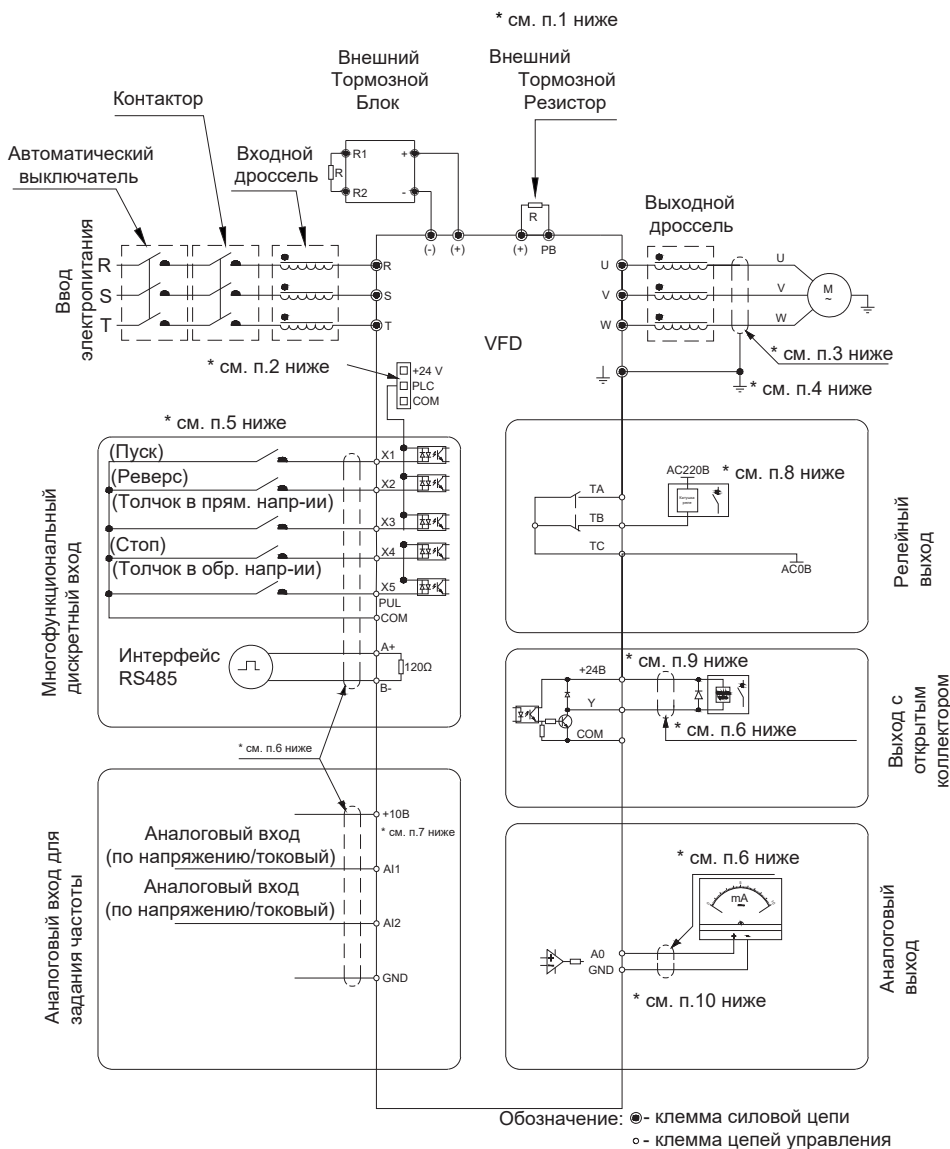 * см. п.1 ниже
Внешний
Тормозной
Блок
Внешний
Тормозной
Резистор
Контактор
Автоматический
выключатель
Входной
дроссель
R1
+
R
R2
-
R
Выходной
дроссель
(-)
(+)
(+)
PB
Ввод
электропитания
R
S
T
R
S
T
U
V
W
U
V
W
M
~
VFD
* см. п.2 ниже
+24 V
PLC
COM
* см. п.3 ниже
* см. п.4 ниже
* см. п.5 ниже
Многофункциональный
дискретный вход
(Пуск)
X1
(Реверс)
X2
(Толчок в прям. напр-ии)
X3
(Стоп)
X4
(Толчок в обр. напр-ии)
X5
PUL
COM
Интерфейс
RS485
A+
120Ω
B-
* см. п.6 ниже
AC220В
* см. п.8 ниже
TA
TB
TC
AC0В
Релейный
выход
+24В
* см. п.9 ниже
Y
COM
* см. п.6 ниже
Выход с
открытым
коллектором
Аналоговый вход для
задания частоты
+10В
* см. п.7 ниже
Аналоговый вход
(по напряжению/токовый)
AI1
Аналоговый вход
(по напряжению/токовый)
AI2
GND
* см. п.6 ниже
mA
+
-
A0
GND
* см. п.10 ниже
Аналоговый
выход
Обозначение:
- клемма силовой цепи
- клемма цепей управления